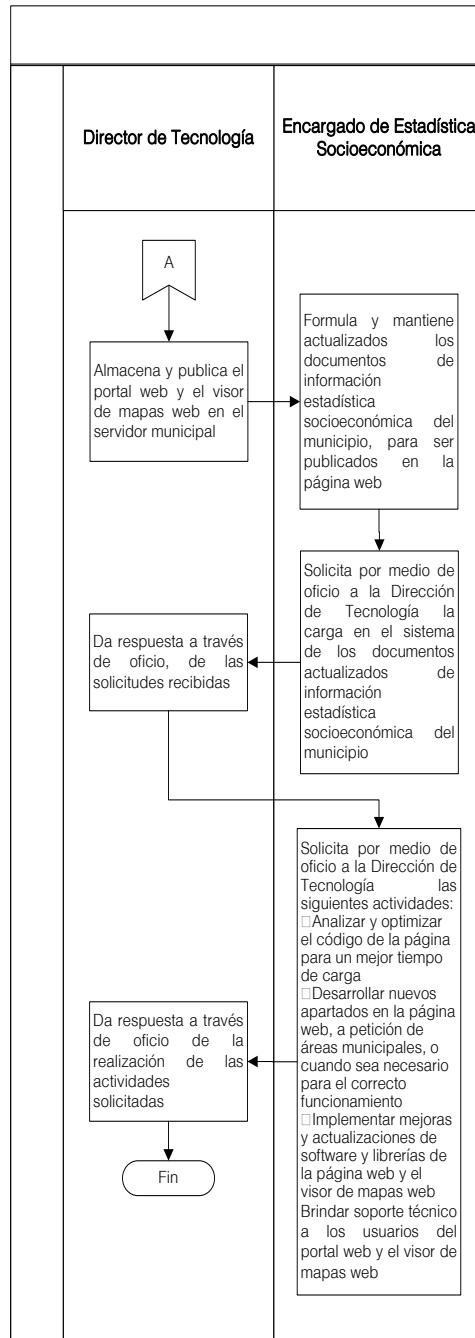 Director de Tecnología
Encargado de Estadística
Socioeconómica
A
Almacena y publica el
portal web y el visor
de mapas web en el
servidor municipal
Formula y mantiene
actualizados los
documentos de
información
estadística
socioeconómica del
municipio, para ser
publicados en la
página web
Solicita por medio de
oficio a la Dirección
de Tecnología la
carga en el sistema
de los documentos
actualizados de
información
estadística
socioeconómica del
municipio
Da respuesta a través
de oficio, de las
solicitudes recibidas
Solicita por medio de
oficio a la Dirección de
Tecnología las
siguientes actividades:
Analizar y optimizar
el código de la página
para un mejor tiempo
de carga
Desarrollar nuevos
apartados en la página
web, a petición de
áreas municipales, o
cuando sea necesario
para el correcto
funcionamiento
Implementar mejoras
y actualizaciones de
software y librerías de
la página web y el
visor de mapas web
Brindar soporte técnico
a los usuarios del
portal web y el visor de
mapas web
Da respuesta a través
de oficio de la
realización de las
actividades
solicitadas
Fin